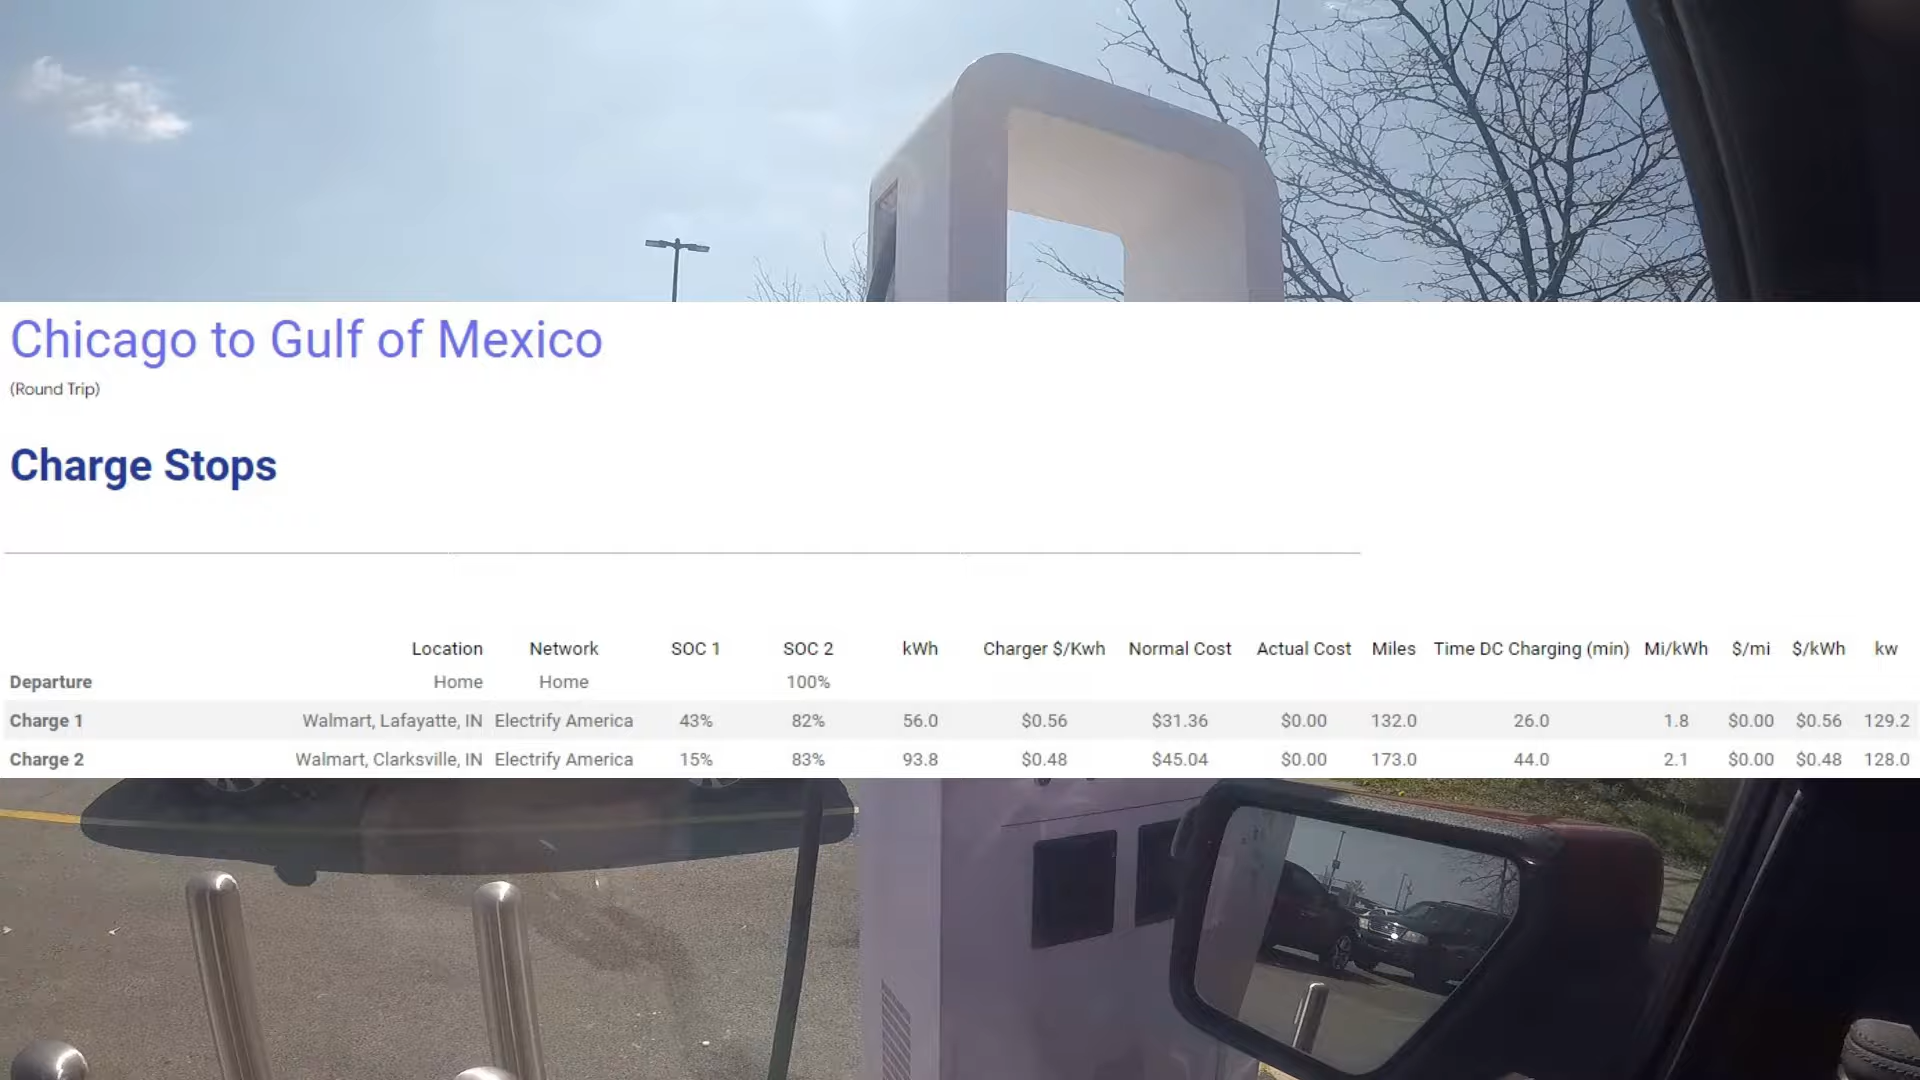 Chicago to Gulf of Mexico
(Round Trip)
Charge Stops
Location Network SOC 1 SOC 2 kWh Charger $/Kwh Normal Cost Actual Cost Miles Time DC Charging (min) Mi/kWh $/mi $/kWh kw
Departure Home Home 100%
Charge 1 Walmart, Lafayatte, IN Electrify America 43% 82% 56.0 $0.56 $31.36 $0.00 132.0 26.0 1.8 $0.00 $0.56 129.2
Charge 2 Walmart, Clarksville, IN Electrify America 15% 83% 93.8 $0.48 $45.04 $0.00 173.0 44.0 2.1 $0.00 $0.48 128.0